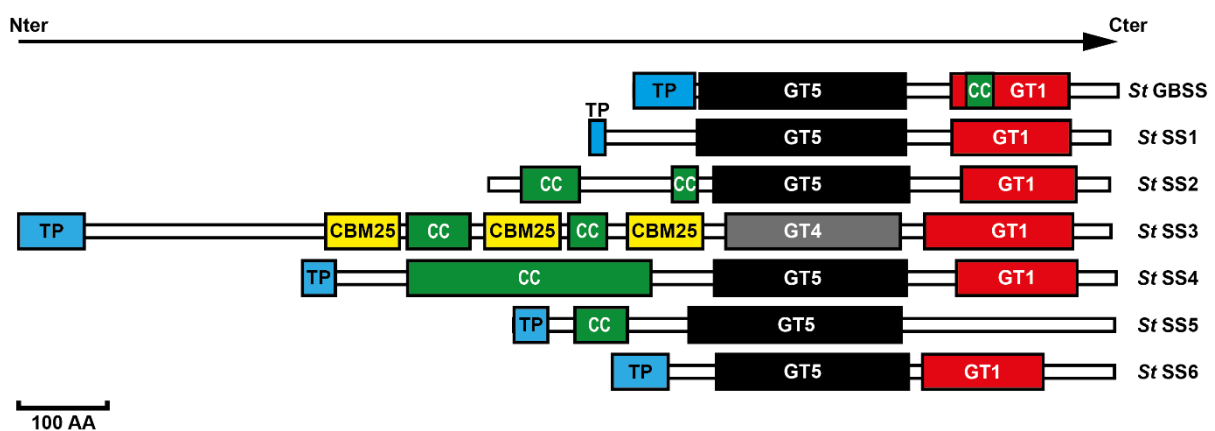 Nter Cter
TP GT5 CC GT1 St GBSS
TP
GT5 GT1 St SS1
CC CC GT5 GT1 St SS2
TP CBM25 CC CBM25 CC CBM25 GT4 GT1 St SS3
TP CC GT5 GT1 St SS4
TP CC GT5 St SS5
TP GT5 GT1 St SS6
100 AA